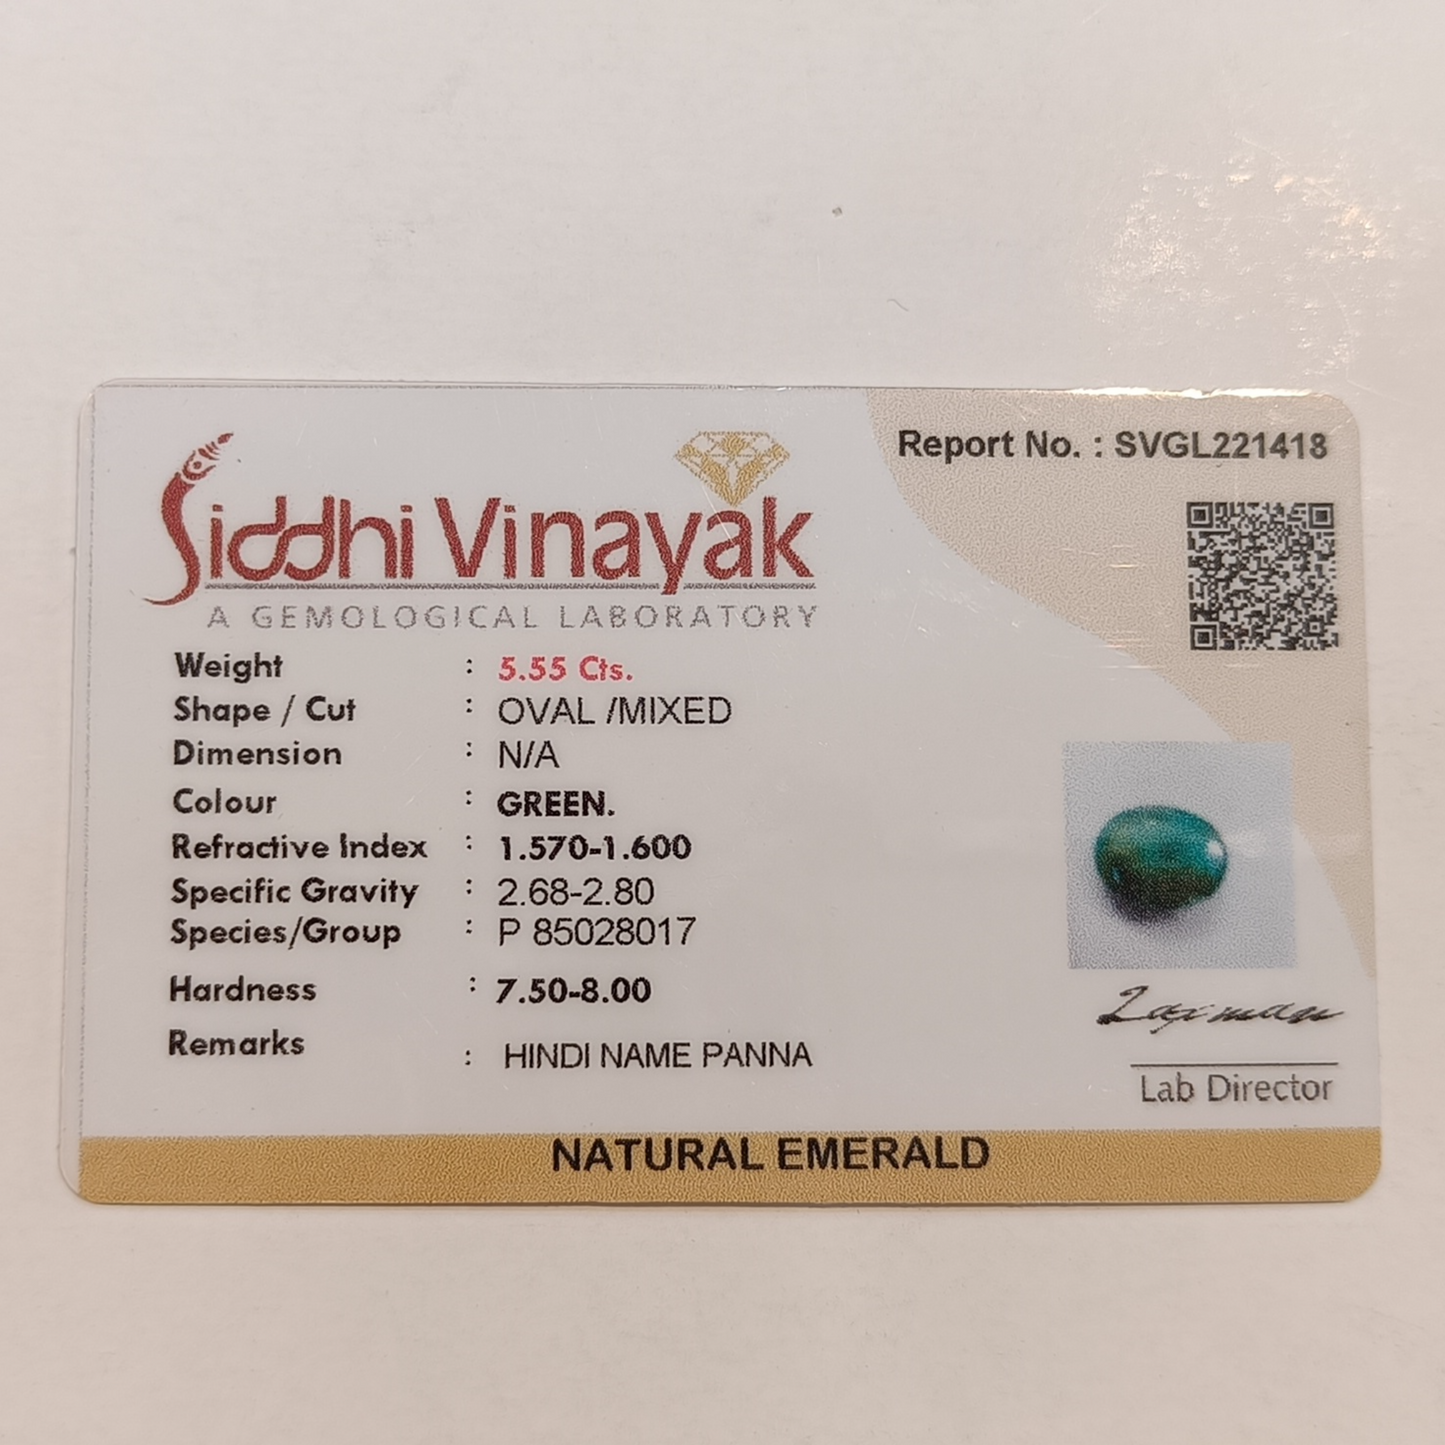 Report No. : SVGL221418
Siddhi Vinayak
A GEMOLOGICAL LABORATORY
Weight : 5.55 Cts.
Shape / Cut : OVAL /MIXED
Dimension : N/A
Colour : GREEN.
Refractive Index : 1.570-1.600
Specific Gravity : 2.68-2.80
Species/Group : P 85028017
Hardness : 7.50-8.00
Remarks : HINDI NAME PANNA
Laxman
Lab Director
NATURAL EMERALD